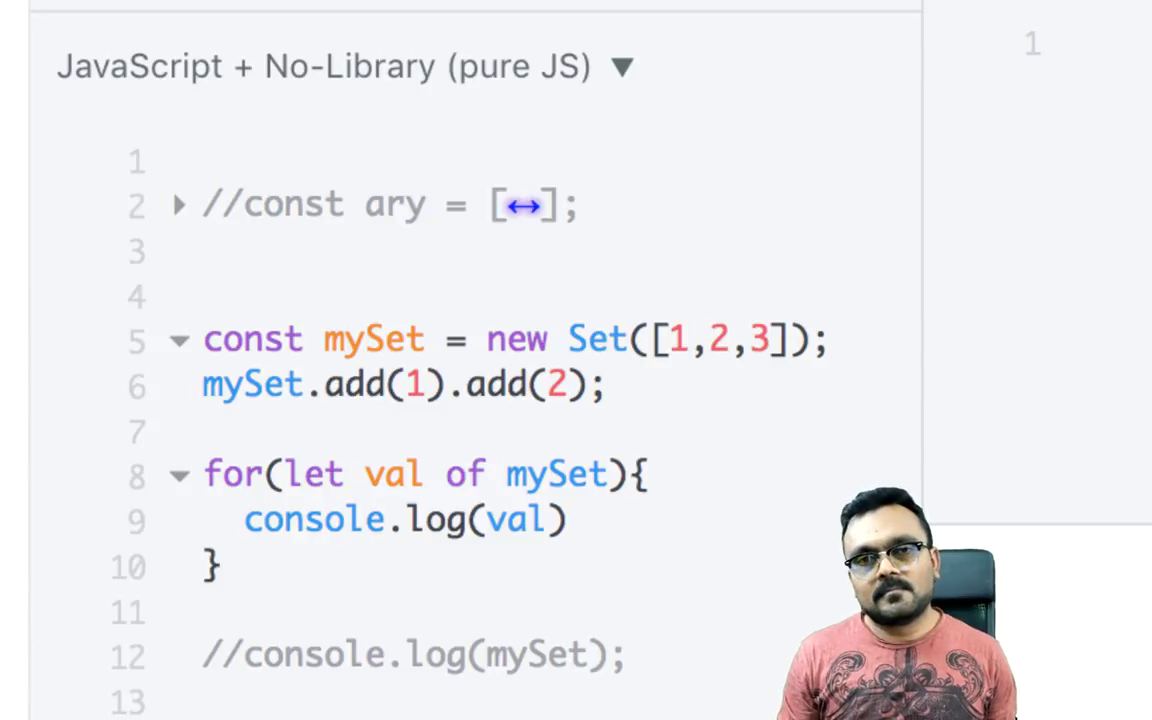 JavaScript + No-Library (pure JS) ▼
1
1
2 //const ary = [↔];
3
4
5 const mySet = new Set([1,2,3]);
6 mySet.add(1).add(2);
7
8 for(let val of mySet){
9 console.log(val)
10 }
11
12 //console.log(mySet);
13